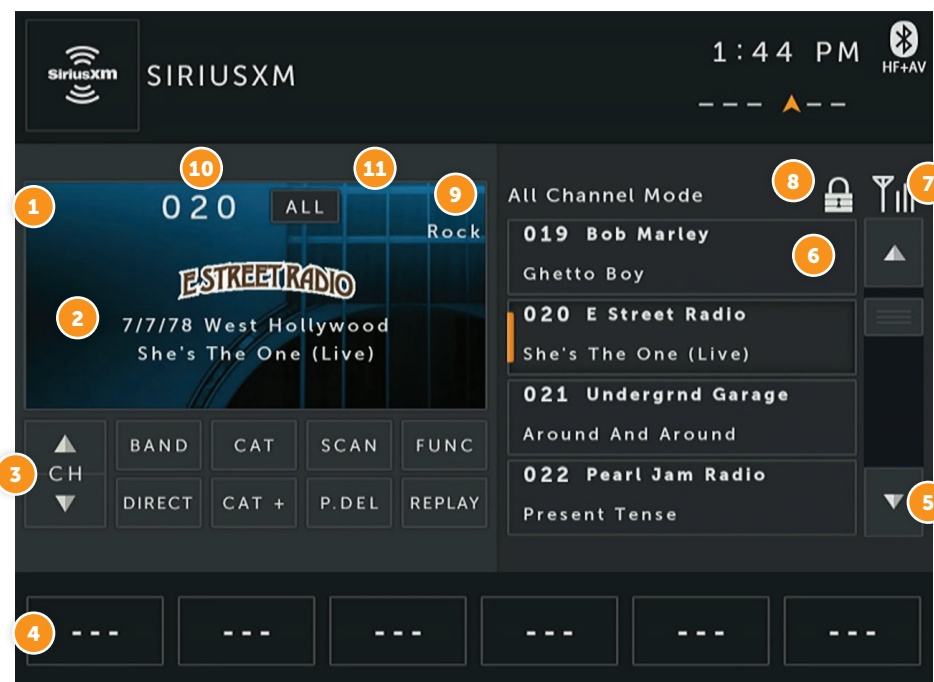 siriusxm
SIRIUSXM
1:44 PM
HF+AV
--- --
10
11
8
7
1
020
ALL
9
Rock
All Channel Mode
019 Bob Marley
6
Ghetto Boy
E STREET RADIO
2
7/7/78 West Hollywood
She's The One (Live)
020 E Street Radio
She's The One (Live)
021 Undergrnd Garage
Around And Around
022 Pearl Jam Radio
Present Tense
3
CH
BAND
CAT
SCAN
FUNC
DIRECT
CAT +
P.DEL
REPLAY
5
4
---
---
---
---
---
---